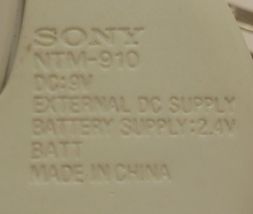 SONY
NTM-910
DC:9V
EXTERNAL DC SUPPLY
BATTERY SUPPLY:2.4V
BATT
MADE IN CHINA